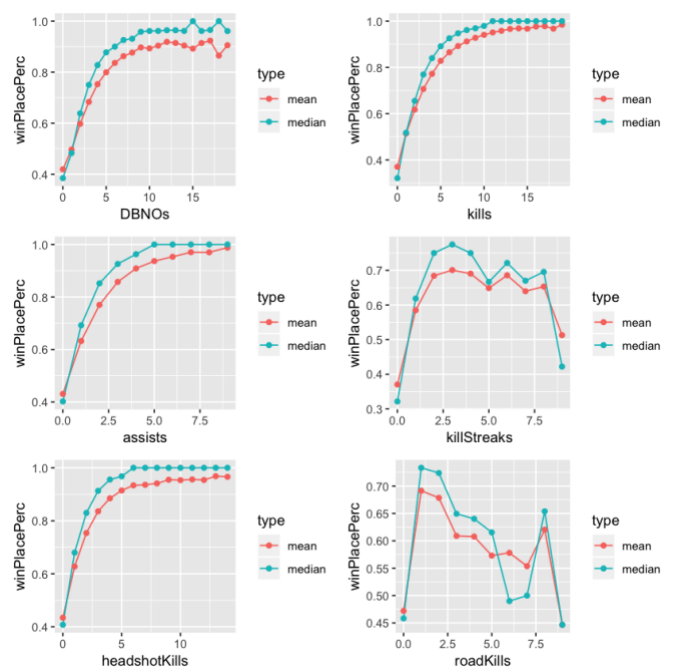 winPlacePerc
1.0
0.8
0.6
0.4
0
5
10
15
DBNOs
type
mean
median
winPlacePerc
1.0
0.8
0.6
0.4
0
5
10
15
kills
type
mean
median
winPlacePerc
1.0
0.8
0.6
0.4
0.0
2.5
5.0
7.5
assists
type
mean
median
winPlacePerc
0.7
0.6
0.5
0.4
0.3
0.0
2.5
5.0
7.5
killStreaks
type
mean
median
winPlacePerc
1.0
0.8
0.6
0.4
0
5
10
headshotKills
type
mean
median
winPlacePerc
0.70
0.65
0.60
0.55
0.50
0.45
0.0
2.5
5.0
7.5
roadKills
type
mean
median